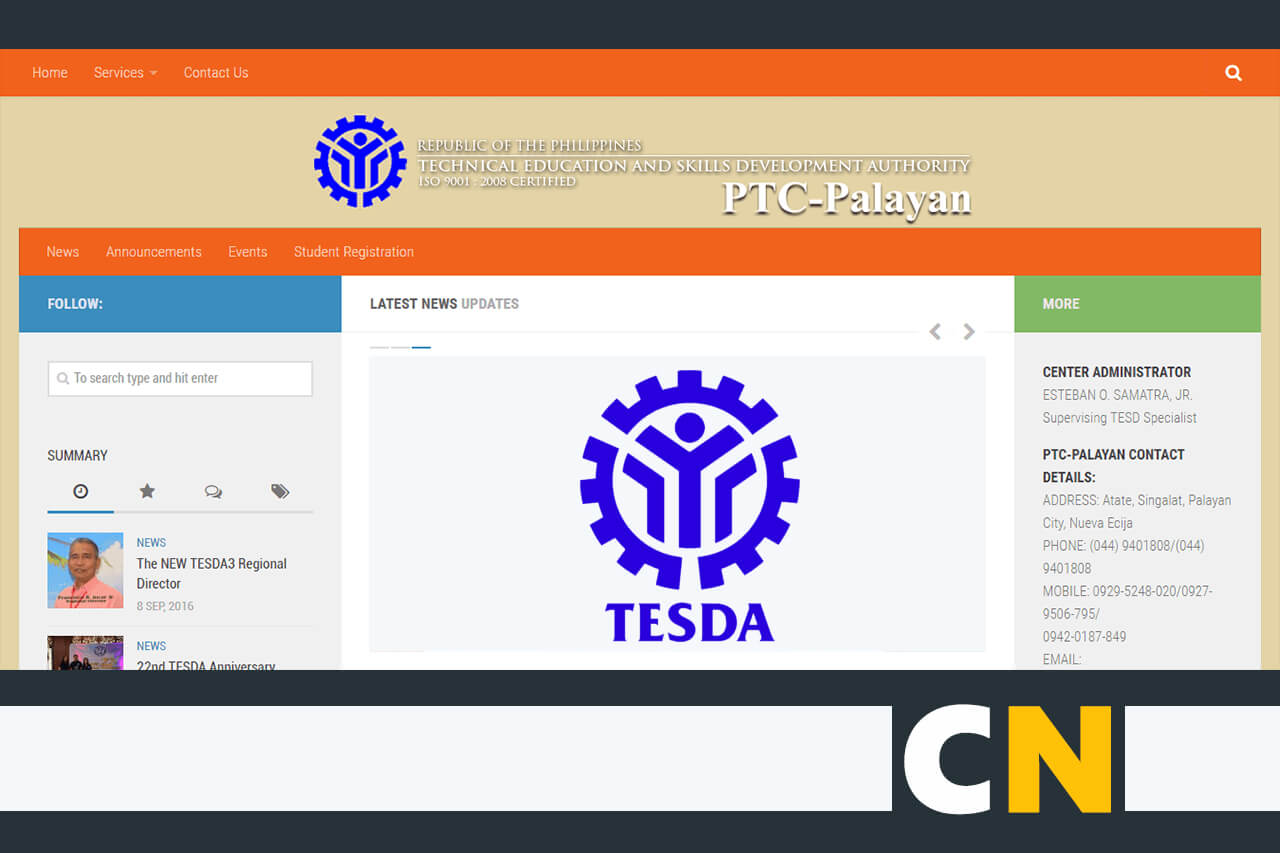 Home Services Contact Us
REPUBLIC OF THE PHILIPPINES
TECHNICAL EDUCATION AND SKILLS DEVELOPMENT AUTHORITY
ISO 9001 : 2008 CERTIFIED
PTC-Palayan
News Announcements Events Student Registration
FOLLOW:
To search type and hit enter
SUMMARY
NEWS
The NEW TESDA3 Regional
Director
8 SEP, 2016
NEWS
22nd TESDA Anniversary
LATEST NEWS UPDATES
TESDA
MORE
CENTER ADMINISTRATOR
ESTEBAN O. SAMATRA, JR.
Supervising TESD Specialist
PTC-PALAYAN CONTACT
DETAILS:
ADDRESS: Atate, Singalat, Palayan
City, Nueva Ecija
PHONE: (044) 9401808/(044)
9401808
MOBILE: 0929-5248-020/0927-
9506-795/
0942-0187-849
EMAIL:
CN